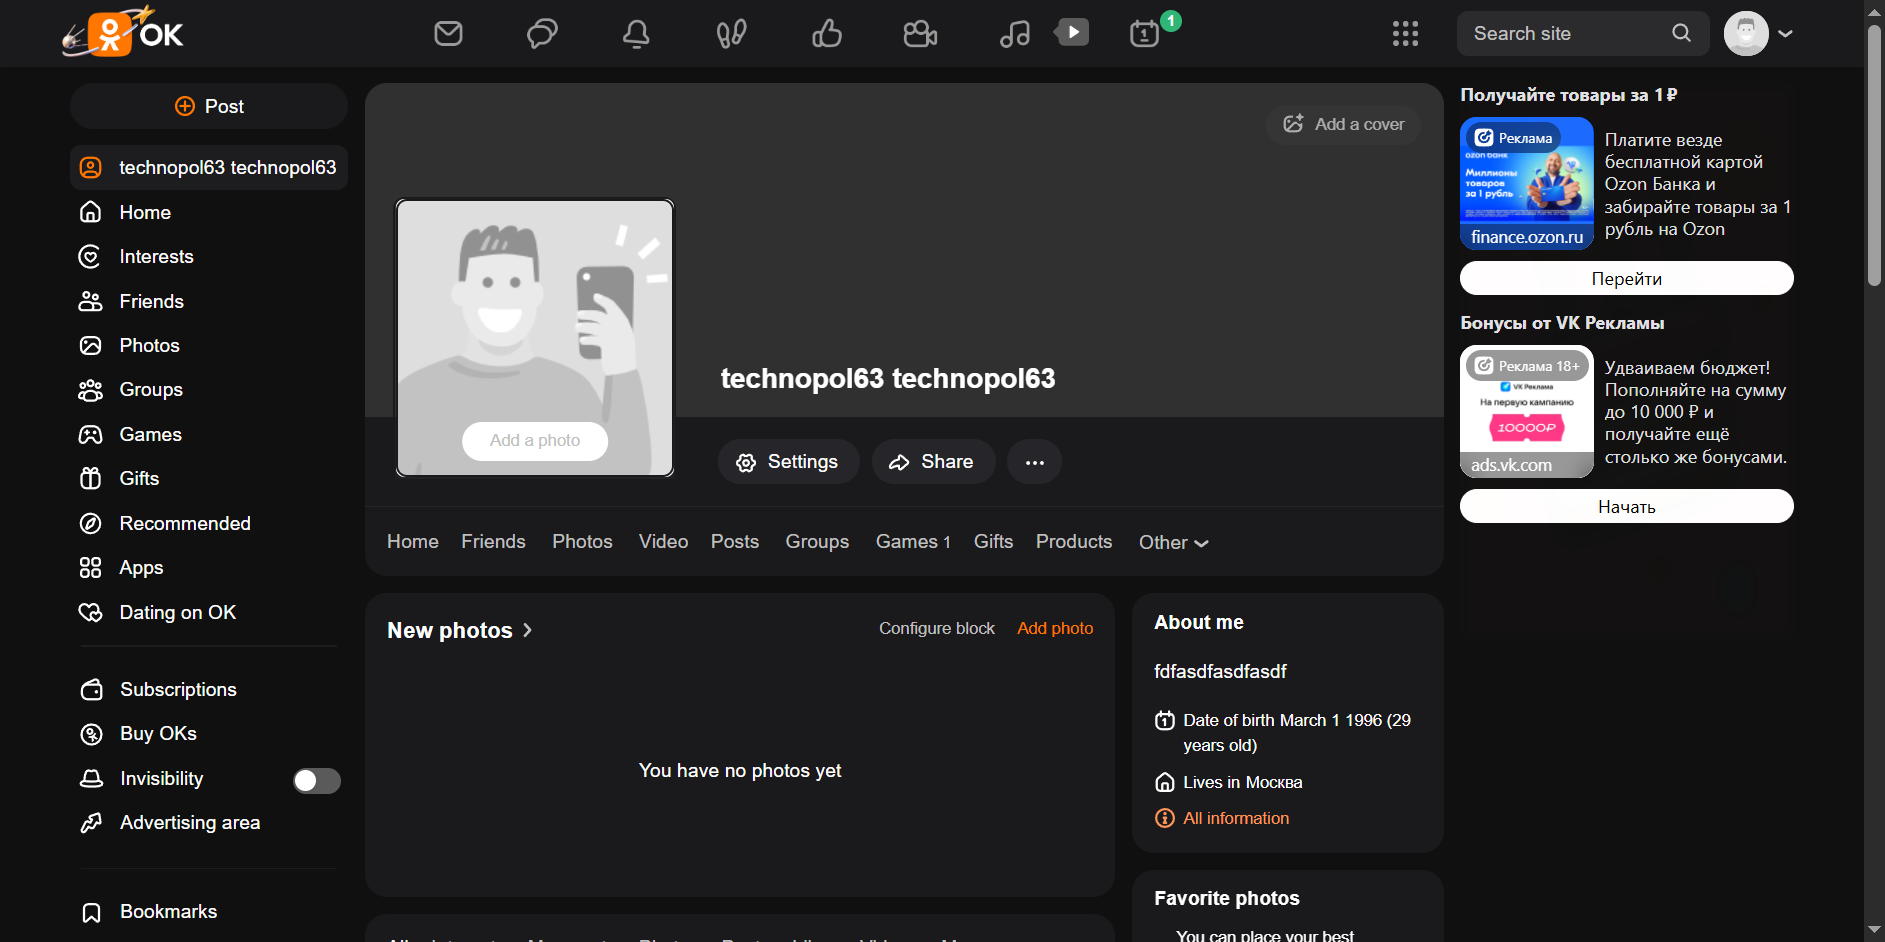 OK
1
1
Search site
Post
technopol63 technopol63
Home
Interests
Friends
Photos
Groups
Games
Gifts
Recommended
Apps
Dating on OK
Subscriptions
Buy OKs
Invisibility
Advertising area
Bookmarks
Add a cover
Add a photo
technopol63 technopol63
Settings
Share
Home Friends Photos Video Posts Groups Games 1 Gifts Products Other
New photos
Configure block
Add photo
You have no photos yet
About me
fdfasdfasdfasdf
Date of birth March 1 1996 (29
years old)
Lives in Москва
All information
Favorite photos
You can place your best
Получайте товары за 1 ₽
Реклама
ozon банк
Миллионы
товаров
за 1 рубль
finance.ozon.ru
Платите везде
бесплатной картой
Ozon Банка и
забирайте товары за 1
рубль на Ozon
Перейти
Бонусы от VK Рекламы
Реклама 18+
VK Реклама
На первую кампанию
10000₽
ads.vk.com
Удваиваем бюджет!
Пополняйте на сумму
до 10 000 ₽ и
получайте ещё
столько же бонусами.
Начать